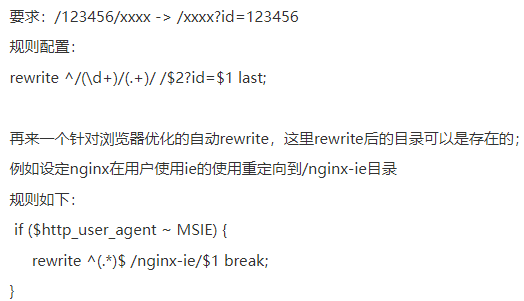 要求：/123456/xxxx -> /xxxx?id=123456
规则配置：
rewrite ^/(\d+)/(.+)/ /$2?id=$1 last;
再来一个针对浏览器优化的自动rewrite，这里rewrite后的目录可以是存在的；
例如设定nginx在用户使用ie的使用重定向到/nginx-ie目录
规则如下：
if ($http_user_agent ~ MSIE) {
rewrite ^(.*)$ /nginx-ie/$1 break;
}